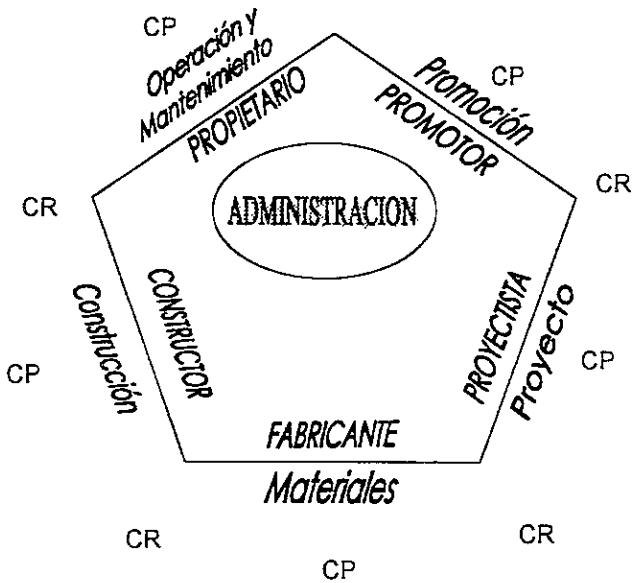 CP
Operación y
Mantenimiento
PROPIETARIO
Promoción
CP
PROMOTOR
CR
ADMINISTRACION
CR
Construcción
CONSTRUCTOR
PROYECTISTA
Proyecto
CP
CP
FABRICANTE
Materiales
CR
CP
CR